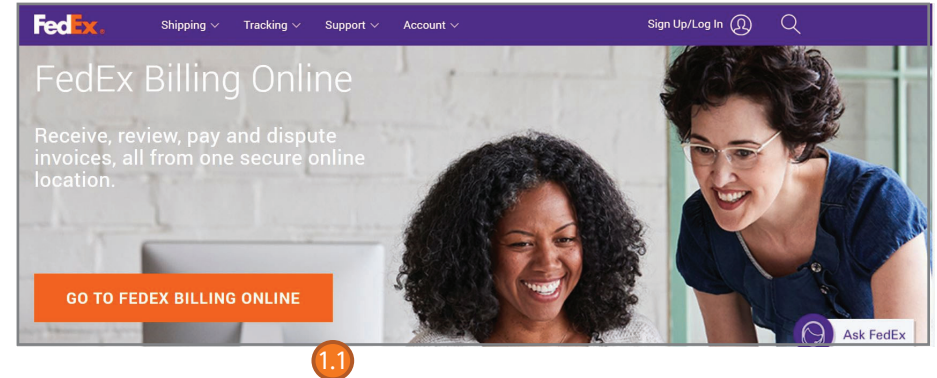 FedEx®
Shipping Tracking Support Account Sign Up/Log In
FedEx Billing Online
Receive, review, pay and dispute
invoices, all from one secure online
location.
GO TO FEDEX BILLING ONLINE
Ask FedEx
1.1